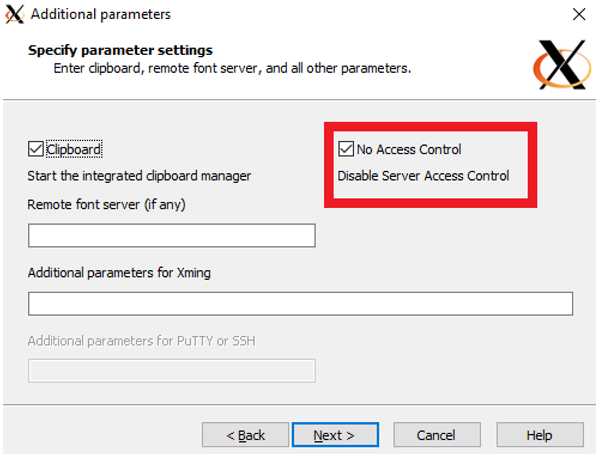 Additional parameters
Specify parameter settings
Enter clipboard, remote font server, and all other parameters.
Clipboard
No Access Control
Start the integrated clipboard manager
Disable Server Access Control
Remote font server (if any)
Additional parameters for Xming
Additional parameters for PuTTY or SSH
< Back
Next >
Cancel
Help